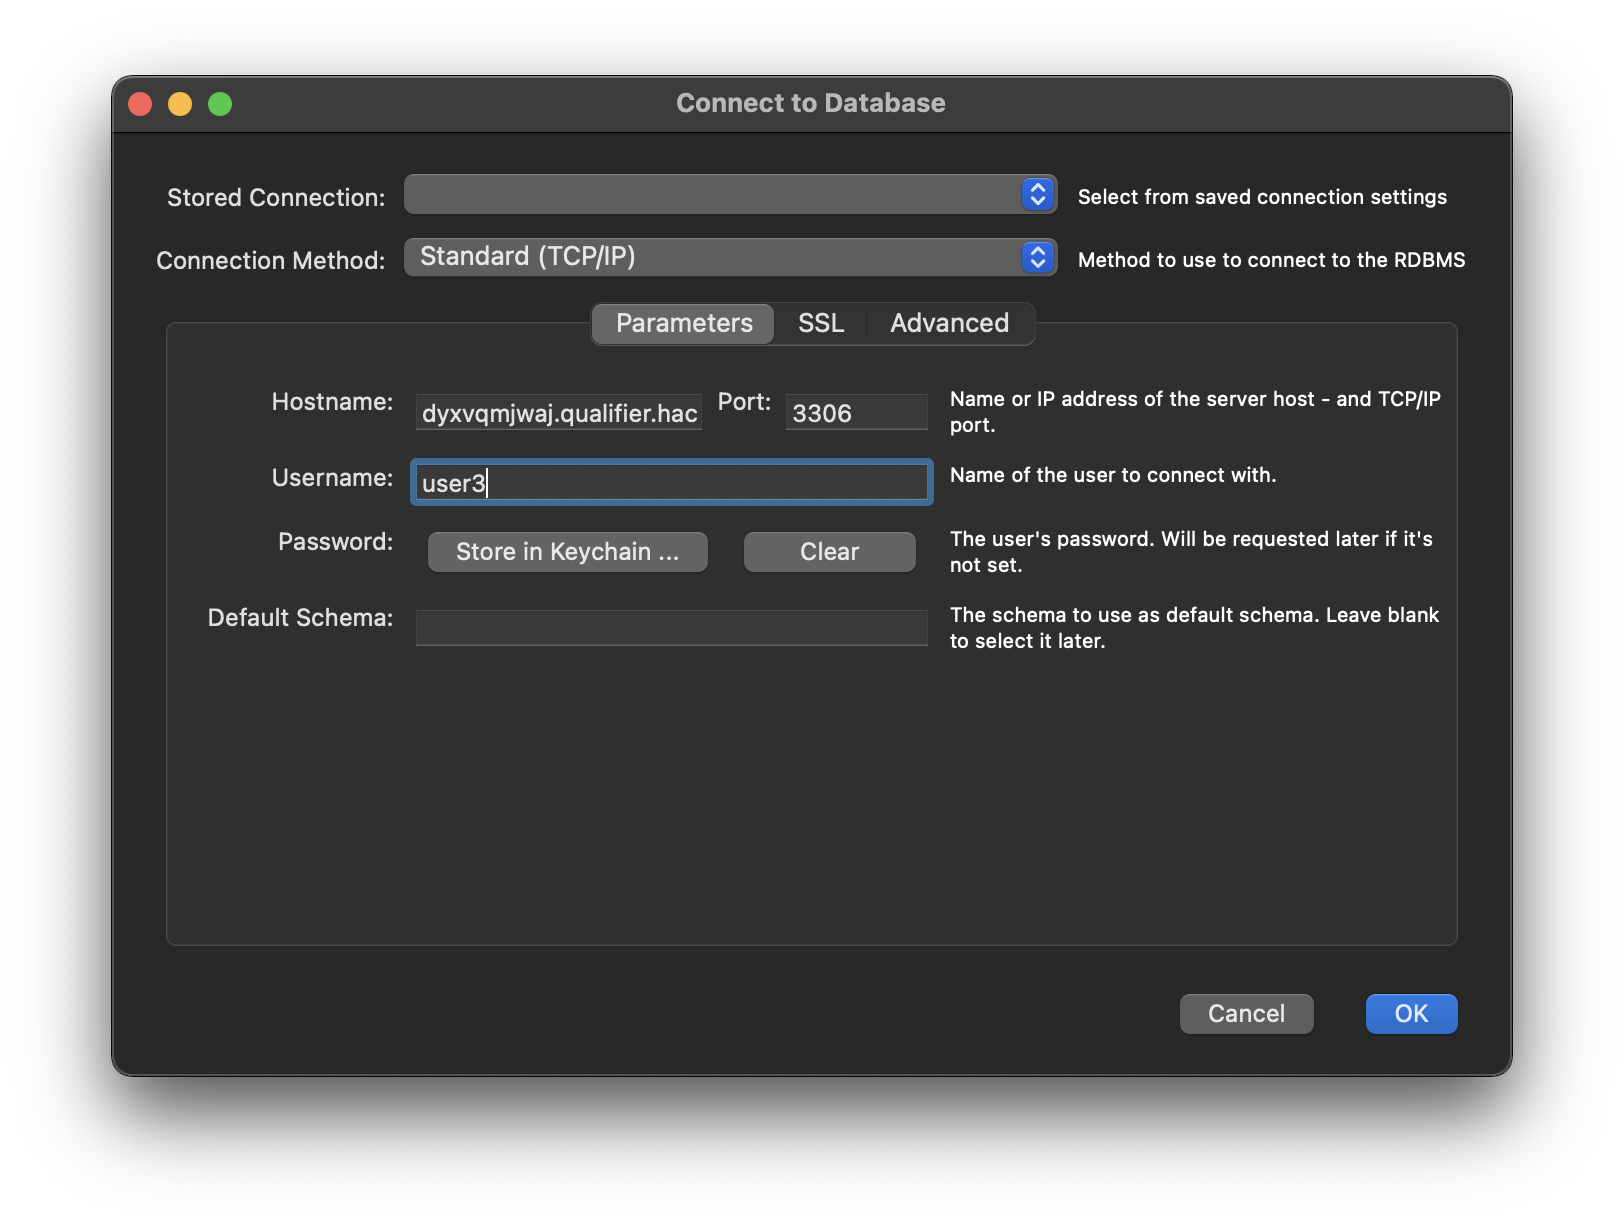 Connect to Database
Stored Connection:
Select from saved connection settings
Connection Method:
Standard (TCP/IP)
Method to use to connect to the RDBMS
Parameters
SSL
Advanced
Hostname:
dyxvqmjwaj.qualifier.hac
Port:
3306
Name or IP address of the server host - and TCP/IP
port.
Username:
user3
Name of the user to connect with.
Password:
Store in Keychain ...
Clear
The user's password. Will be requested later if it's
not set.
Default Schema:
The schema to use as default schema. Leave blank
to select it later.
Cancel
OK